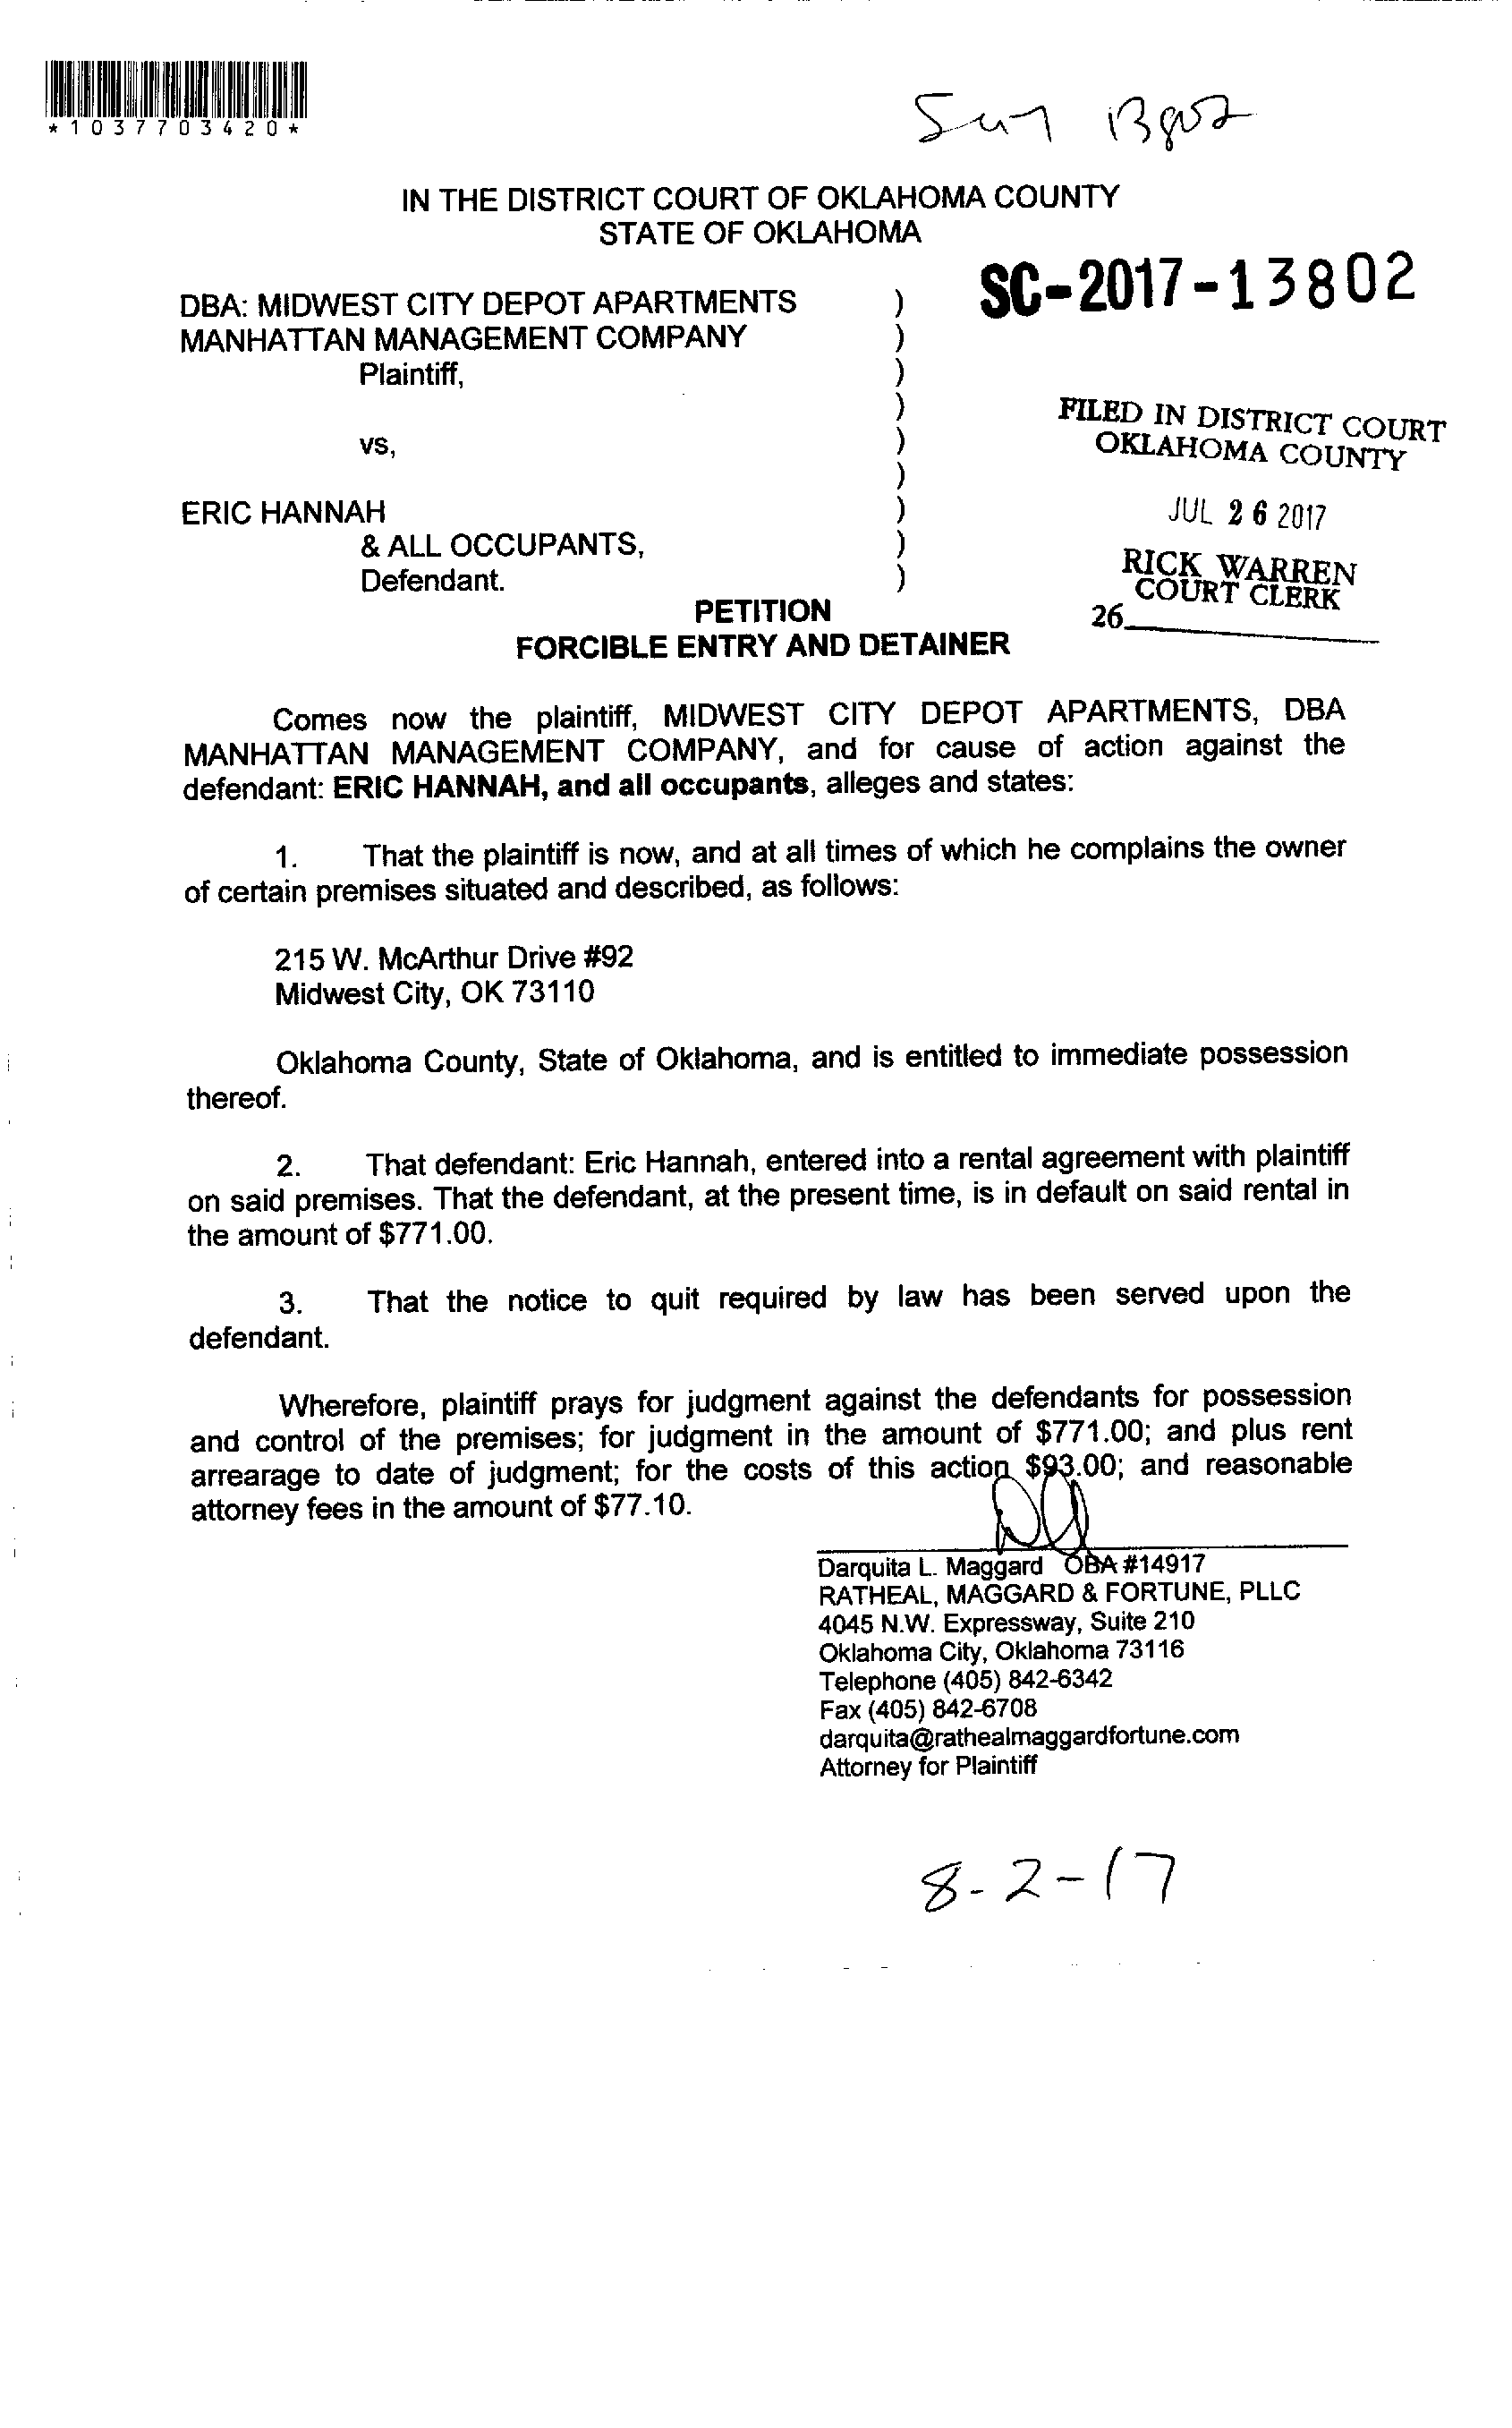 *1037703420*
IN THE DISTRICT COURT OF OKLAHOMA COUNTY
STATE OF OKLAHOMA
SC-2017-13802
DBA: MIDWEST CITY DEPOT APARTMENTS )
MANHATTAN MANAGEMENT COMPANY )
Plaintiff, )
)
vs, )
)
ERIC HANNAH )
& ALL OCCUPANTS, )
Defendant. )
FILED IN DISTRICT COURT
OKLAHOMA COUNTY
JUL 26 2017
RICK WARREN
COURT CLERK
26
PETITION
FORCIBLE ENTRY AND DETAINER
Comes now the plaintiff, MIDWEST CITY DEPOT APARTMENTS, DBA
MANHATTAN MANAGEMENT COMPANY, and for cause of action against the
defendant: ERIC HANNAH, and all occupants, alleges and states:
1. That the plaintiff is now, and at all times of which he complains the owner
of certain premises situated and described, as follows:
215 W. McArthur Drive #92
Midwest City, OK 73110
Oklahoma County, State of Oklahoma, and is entitled to immediate possession
thereof.
2. That defendant: Eric Hannah, entered into a rental agreement with plaintiff
on said premises. That the defendant, at the present time, is in default on said rental in
the amount of $771.00.
3. That the notice to quit required by law has been served upon the
defendant.
Wherefore, plaintiff prays for judgment against the defendants for possession
and control of the premises; for judgment in the amount of $771.00; and plus rent
arrearage to date of judgment; for the costs of this action $93.00; and reasonable
attorney fees in the amount of $77.10.
Darquita L. Maggard OBA #14917
RATHEAL, MAGGARD & FORTUNE, PLLC
4045 N.W. Expressway, Suite 210
Oklahoma City, Oklahoma 73116
Telephone (405) 842-6342
Fax (405) 842-6708
darquita@rathealmaggardfortune.com
Attorney for Plaintiff
8-2-17